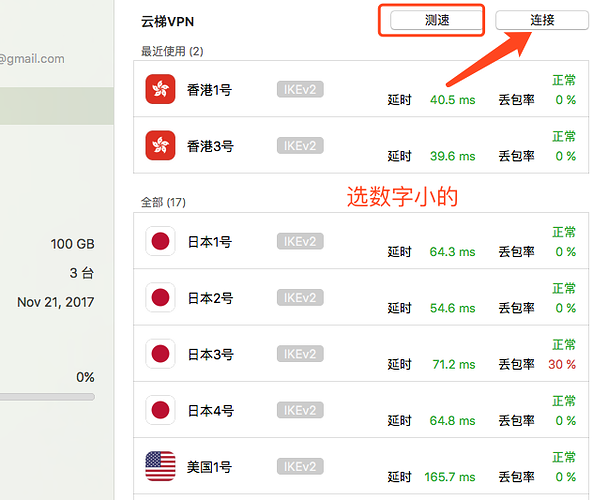 云梯VPN
测速
连接
@gmail.com
最近使用 (2)
香港1号 IKEv2 延时 40.5 ms 丢包率 正常 0 %
香港3号 IKEv2 延时 39.6 ms 丢包率 正常 0 %
选数字小的
全部 (17)
100 GB
3 台
Nov 21, 2017
0%
日本1号 IKEv2 延时 64.3 ms 丢包率 正常 0 %
日本2号 IKEv2 延时 54.6 ms 丢包率 正常 0 %
日本3号 IKEv2 延时 71.2 ms 丢包率 正常 30 %
日本4号 IKEv2 延时 64.8 ms 丢包率 正常 0 %
美国1号 IKEv2 延时 165.7 ms 丢包率 正常 0 %